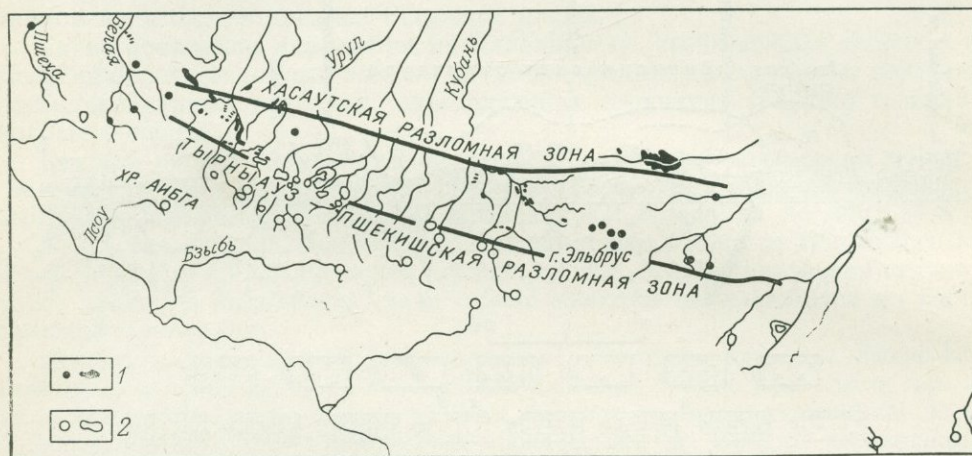 Пшеха
Белая
Уруп
Кубань
ХАСАУТСКАЯ РАЗЛОМНАЯ ЗОНА
(ТЫРНЫАУЗ
ПШЕКИШСКАЯ РАЗЛОМНАЯ ЗОНА
ХР. АИБГА
Псоу
Бзыбь
г. Эльбрус
1
2